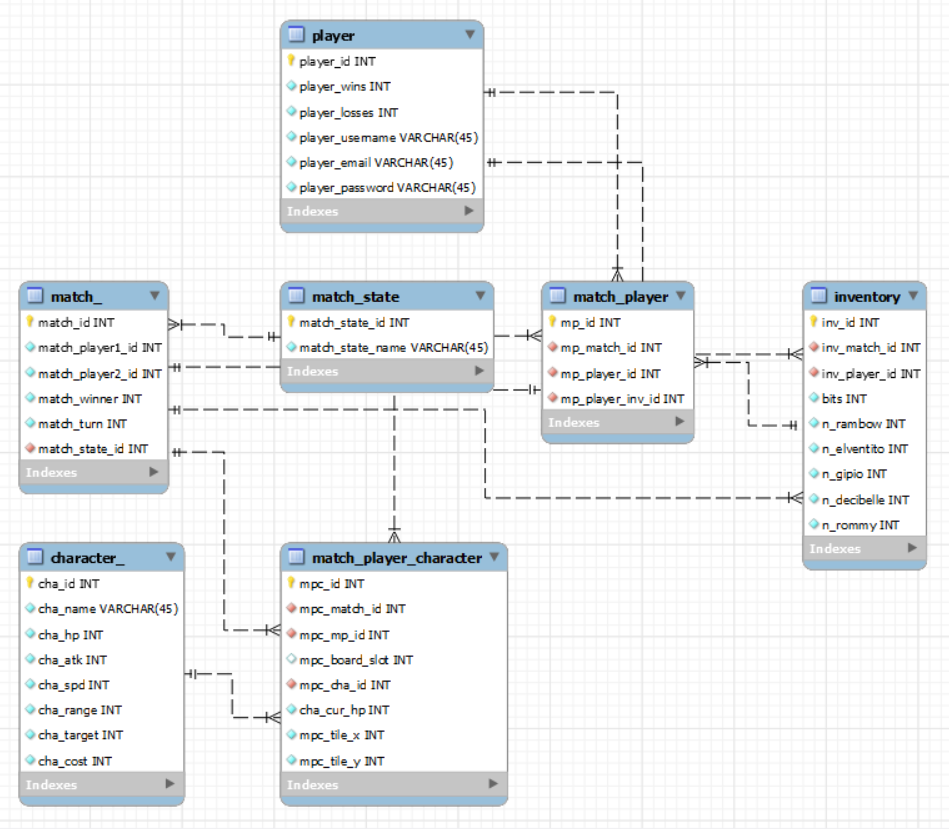 player
player_id INT
player_wins INT
player_losses INT
player_username VARCHAR(45)
player_email VARCHAR(45)
player_password VARCHAR(45)
Indexes
match_
match_id INT
match_player1_id INT
match_player2_id INT
match_winner INT
match_turn INT
match_state_id INT
Indexes
match_state
match_state_id INT
match_state_name VARCHAR(45)
Indexes
match_player
mp_id INT
mp_match_id INT
mp_player_id INT
mp_player_inv_id INT
Indexes
inventory
inv_id INT
inv_match_id INT
inv_player_id INT
bits INT
n_rambow INT
n_elventito INT
n_gipio INT
n_decibelle INT
n_rommy INT
Indexes
character_
cha_id INT
cha_name VARCHAR(45)
cha_hp INT
cha_atk INT
cha_spd INT
cha_range INT
cha_target INT
cha_cost INT
Indexes
match_player_character
mpc_id INT
mpc_match_id INT
mpc_mp_id INT
mpc_board_slot INT
mpc_cha_id INT
cha_cur_hp INT
mpc_tile_x INT
mpc_tile_y INT
Indexes